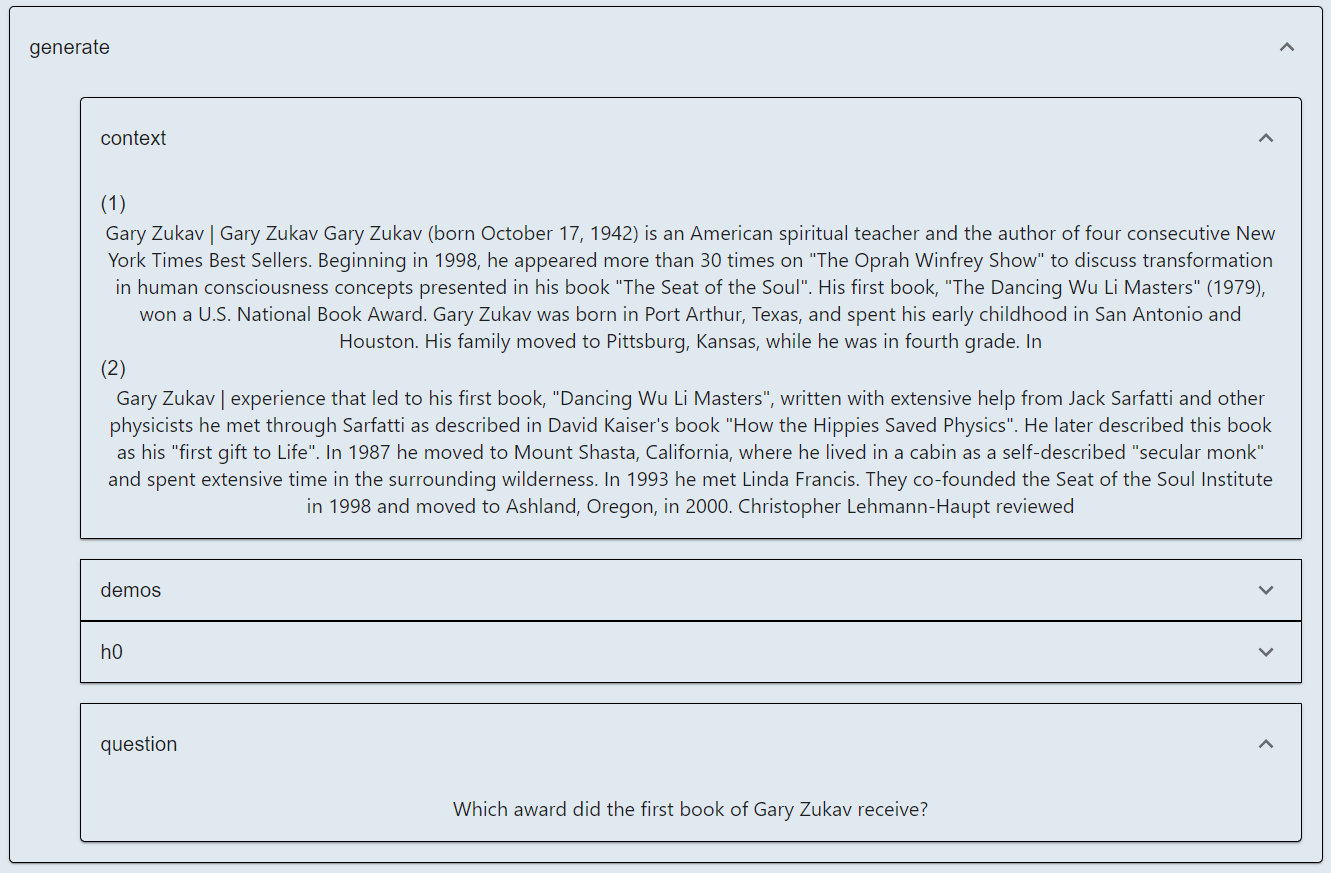 generate
context
(1)
Gary Zukav | Gary Zukav Gary Zukav (born October 17, 1942) is an American spiritual teacher and the author of four consecutive New
York Times Best Sellers. Beginning in 1998, he appeared more than 30 times on "The Oprah Winfrey Show" to discuss transformation
in human consciousness concepts presented in his book "The Seat of the Soul". His first book, "The Dancing Wu Li Masters" (1979),
won a U.S. National Book Award. Gary Zukav was born in Port Arthur, Texas, and spent his early childhood in San Antonio and
Houston. His family moved to Pittsburg, Kansas, while he was in fourth grade. In
(2)
Gary Zukav | experience that led to his first book, "Dancing Wu Li Masters", written with extensive help from Jack Sarfatti and other
physicists he met through Sarfatti as described in David Kaiser's book "How the Hippies Saved Physics". He later described this book
as his "first gift to Life". In 1987 he moved to Mount Shasta, California, where he lived in a cabin as a self-described "secular monk"
and spent extensive time in the surrounding wilderness. In 1993 he met Linda Francis. They co-founded the Seat of the Soul Institute
in 1998 and moved to Ashland, Oregon, in 2000. Christopher Lehmann-Haupt reviewed
demos
h0
question
Which award did the first book of Gary Zukav receive?